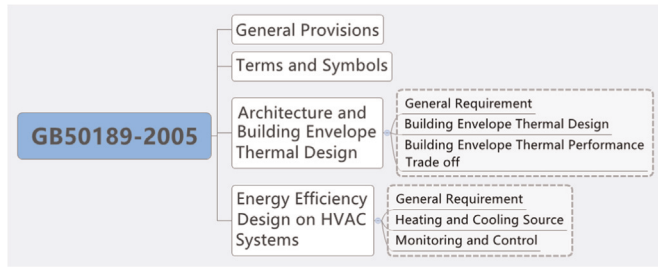 GB50189-2005
General Provisions
Terms and Symbols
Architecture and
Building Envelope
Thermal Design
General Requirement
Building Envelope Thermal Design
Building Envelope Thermal Performance
Trade off
Energy Efficiency
Design on HVAC
Systems
General Requirement
Heating and Cooling Source
Monitoring and Control